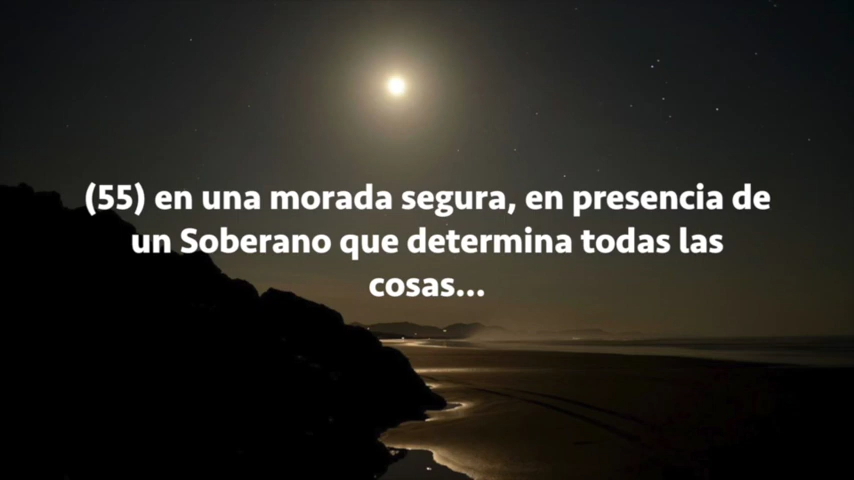 (55) en una morada segura, en presencia de
un Soberano que determina todas las
cosas...